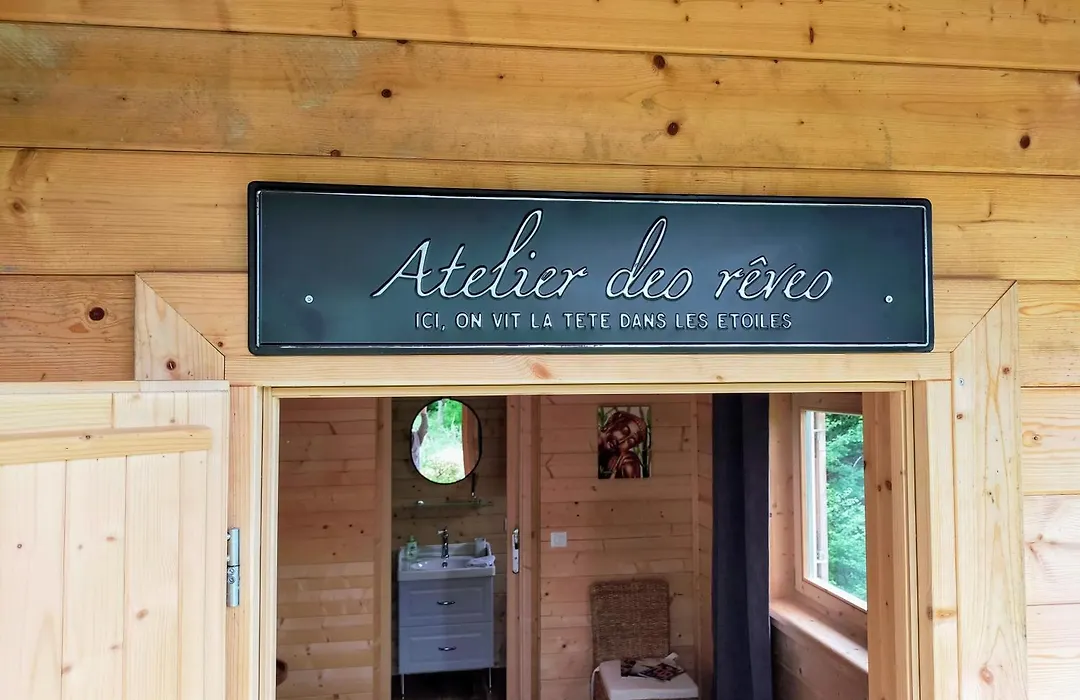 Atelier des rêves
ICI, ON VIT LA TETE DANS LES ETOILES